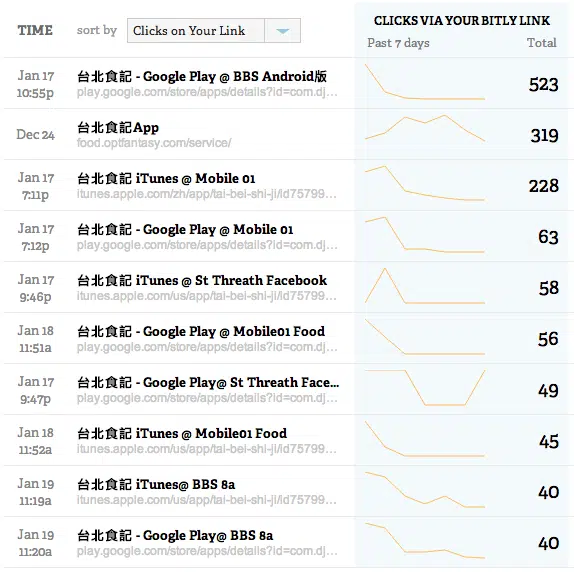 CLICKS VIA YOUR BITLY LINK
TIME sort by Clicks on Your Link Past 7 days Total
Jan 17 10:55p
台北食記 - Google Play @ BBS Android版
play.google.com/store/apps/details?id=com.dj...
523
Dec 24
台北食記App
food.optfantasy.com/service/
319
Jan 17 7:11p
台北食記 iTunes @ Mobile 01
itunes.apple.com/zh/app/tai-bei-shi-ji/id75799...
228
Jan 17 7:12p
台北食記 - Google Play @ Mobile 01
play.google.com/store/apps/details?id=com.dj...
63
Jan 17 9:46p
台北食記 iTunes @ St Threath Facebook
itunes.apple.com/us/app/tai-bei-shi-ji/id75799...
58
Jan 18 11:51a
台北食記 - Google Play @ Mobile01 Food
play.google.com/store/apps/details?id=com.dj...
56
Jan 17 9:47p
台北食記 - Google Play@ St Threath Face...
play.google.com/store/apps/details?id=com.dj...
49
Jan 18 11:52a
台北食記 iTunes @ Mobile01 Food
itunes.apple.com/us/app/tai-bei-shi-ji/id75799...
45
Jan 19 11:19a
台北食記 iTunes@ BBS 8a
itunes.apple.com/us/app/tai-bei-shi-ji/id75799...
40
Jan 19 11:20a
台北食記 - Google Play@ BBS 8a
play.google.com/store/apps/details?id=com.dj...
40